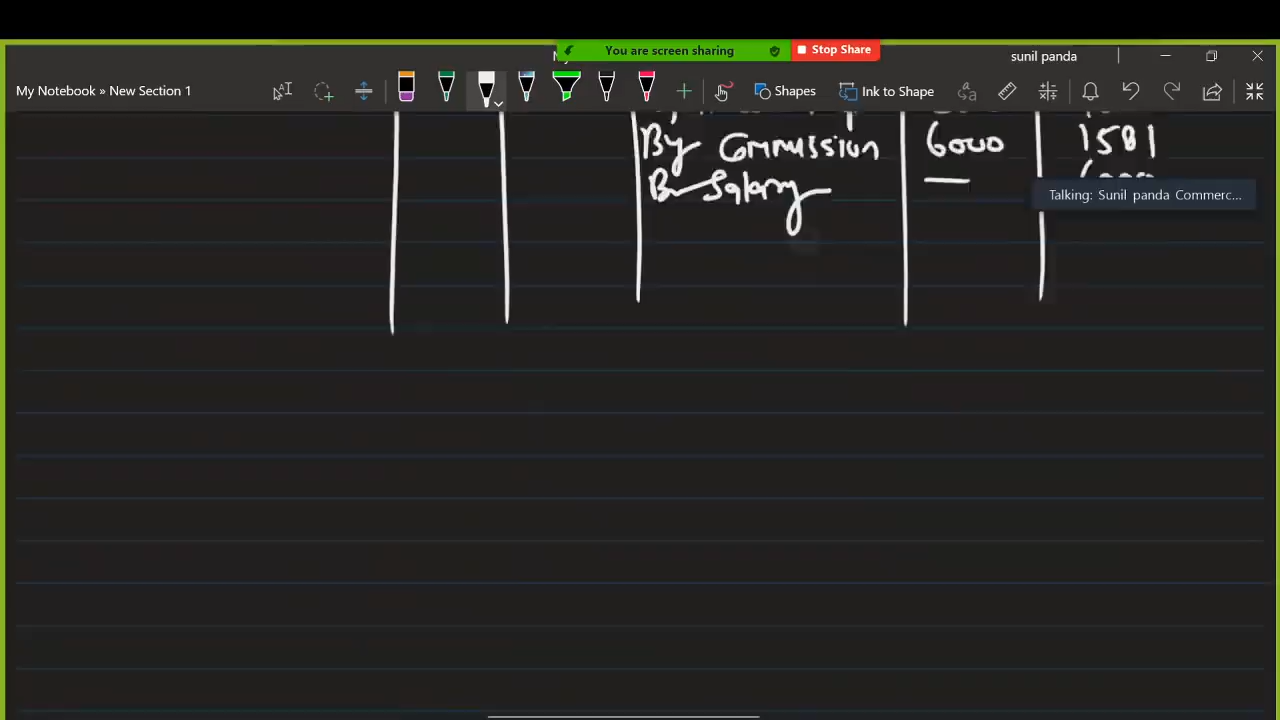 You are screen sharing Stop Share
sunil panda
My Notebook » New Section 1
Shapes Ink to Shape
By Commission 6000 1581
By Salary —
Talking: Sunil panda Commerc...